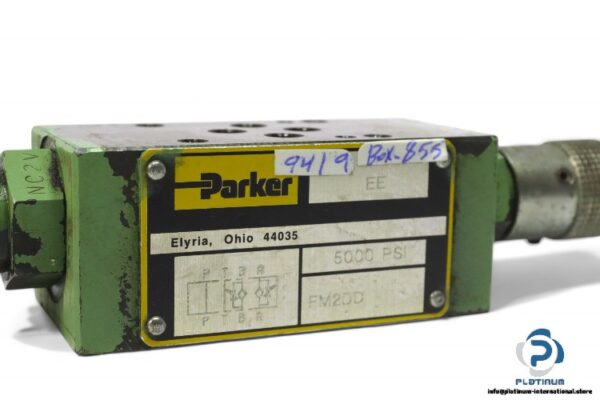 9419 Box-855
Parker
EE
Elyria, Ohio 44035
5000 PSI
P T B A
FM2DD
P B A
NC2V
PLATINUM
info@platinum-international.store